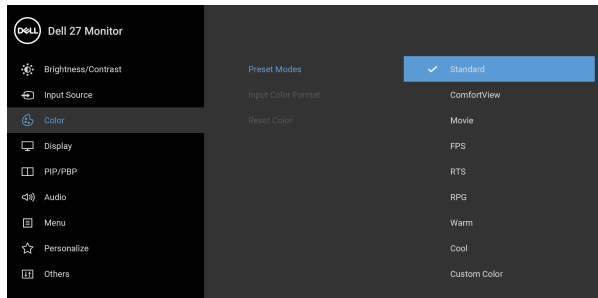 DELL Dell 27 Monitor
Brightness/Contrast
Input Source
Color
Display
PIP/PBP
Audio
Menu
Personalize
Others
Preset Modes
Input Color Format
Reset Color
Standard
ComfortView
Movie
FPS
RTS
RPG
Warm
Cool
Custom Color